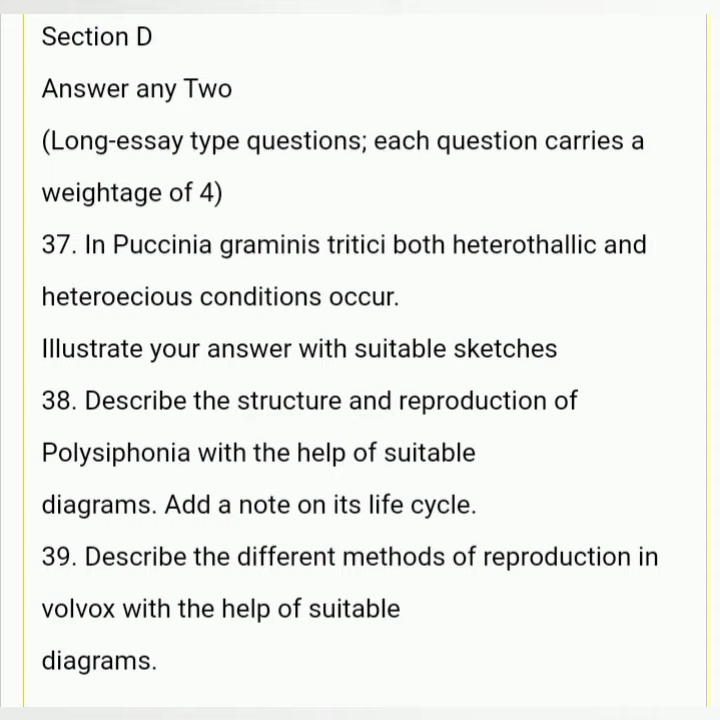 Section D
Answer any Two
(Long-essay type questions; each question carries a
weightage of 4)
37. In Puccinia graminis tritici both heterothallic and
heteroecious conditions occur.
Illustrate your answer with suitable sketches
38. Describe the structure and reproduction of
Polysiphonia with the help of suitable
diagrams. Add a note on its life cycle.
39. Describe the different methods of reproduction in
volvox with the help of suitable
diagrams.